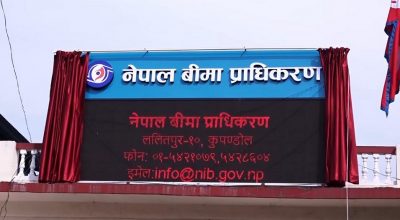 नेपाल बीमा प्राधिकरण
नेपाल बीमा प्राधिकरण
ललितपुर-१०, कुपण्डोल
फोन: ०१-५४२१०७९,५४२८६०४
इमेल:info@nib.gov.np